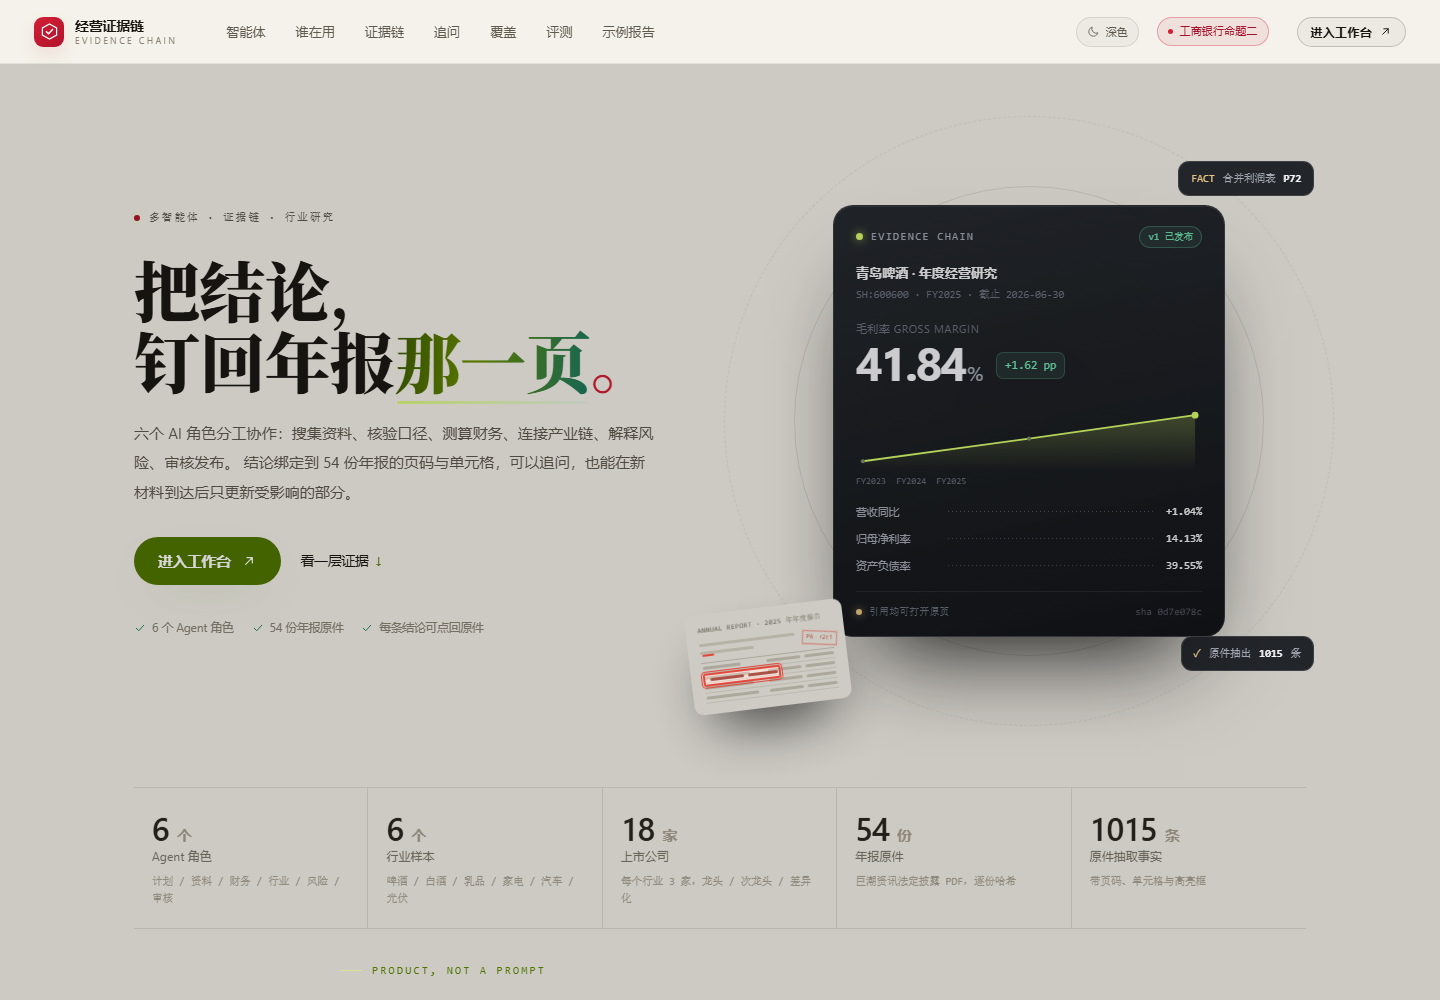 经营证据链
EVIDENCE CHAIN
智能体
谁在用
证据链
追问
覆盖
评测
示例报告
深色
工商银行命题二
进入工作台 ↗
多智能体 · 证据链 · 行业研究
把结论，
钉回年报那一页。
六个 AI 角色分工协作：搜集资料、核验口径、测算财务、连接产业链、解释风
险、审核发布。 结论绑定到 54 份年报的页码与单元格，可以追问，也能在新
材料到达后只更新受影响的部分。
进入工作台 ↗
看一层证据 ↓
6 个 Agent 角色
54 份年报原件
每条结论可点回原件
FACT 合并利润表 P72
EVIDENCE CHAIN
v1 已发布
青岛啤酒 · 年度经营研究
SH:600600 · FY2025 · 截止 2026-06-30
毛利率 GROSS MARGIN
41.84%
+1.62 pp
FY2023 FY2024 FY2025
营收同比 +1.04%
归母净利率 14.13%
资产负债率 39.55%
引用均可打开原页
sha 0d7e078c
ANNUAL REPORT · 2025 年年度报告
✓ 原件抽出 1015 条
6 个
Agent 角色
计划 / 资料 / 财务 / 行业 / 风险 /
审核
6 个
行业样本
啤酒 / 白酒 / 乳品 / 家电 / 汽车 /
光伏
18 家
上市公司
每个行业 3 家，龙头 / 次龙头 / 差异
化
54 份
年报原件
巨潮资讯法定披露 PDF，逐份哈希
1015 条
原件抽取事实
带页码、单元格与高亮框
PRODUCT, NOT A PROMPT